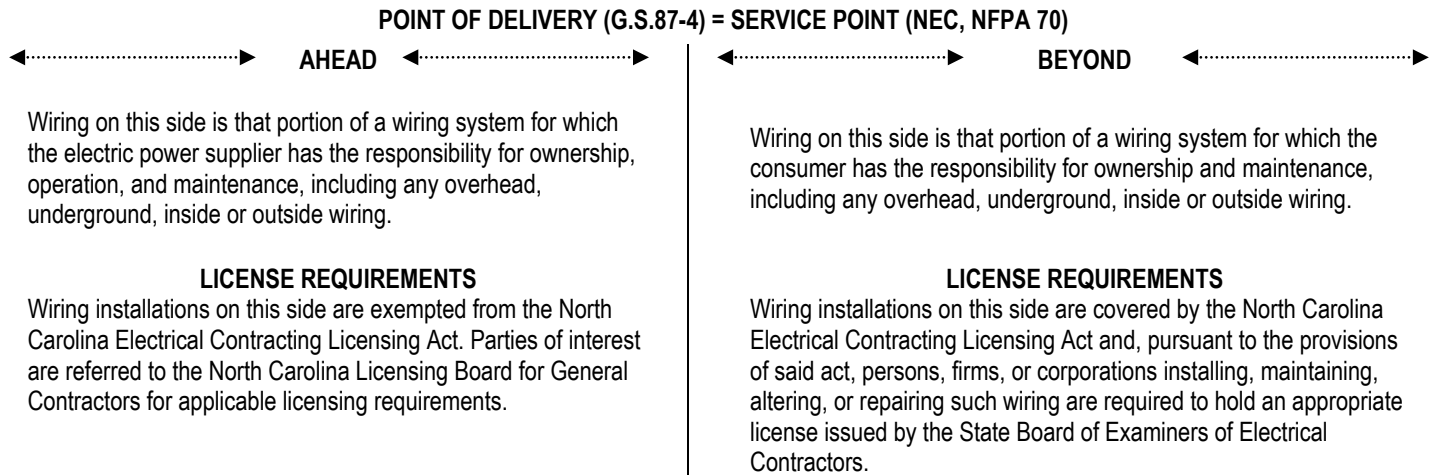 POINT OF DELIVERY (G.S.87-4) = SERVICE POINT (NEC, NFPA 70)
AHEAD
Wiring on this side is that portion of a wiring system for which
the electric power supplier has the responsibility for ownership,
operation, and maintenance, including any overhead,
underground, inside or outside wiring.
LICENSE REQUIREMENTS
Wiring installations on this side are exempted from the North
Carolina Electrical Contracting Licensing Act. Parties of interest
are referred to the North Carolina Licensing Board for General
Contractors for applicable licensing requirements.
BEYOND
Wiring on this side is that portion of a wiring system for which the
consumer has the responsibility for ownership and maintenance,
including any overhead, underground, inside or outside wiring.
LICENSE REQUIREMENTS
Wiring installations on this side are covered by the North Carolina
Electrical Contracting Licensing Act and, pursuant to the provisions
of said act, persons, firms, or corporations installing, maintaining,
altering, or repairing such wiring are required to hold an appropriate
license issued by the State Board of Examiners of Electrical
Contractors.